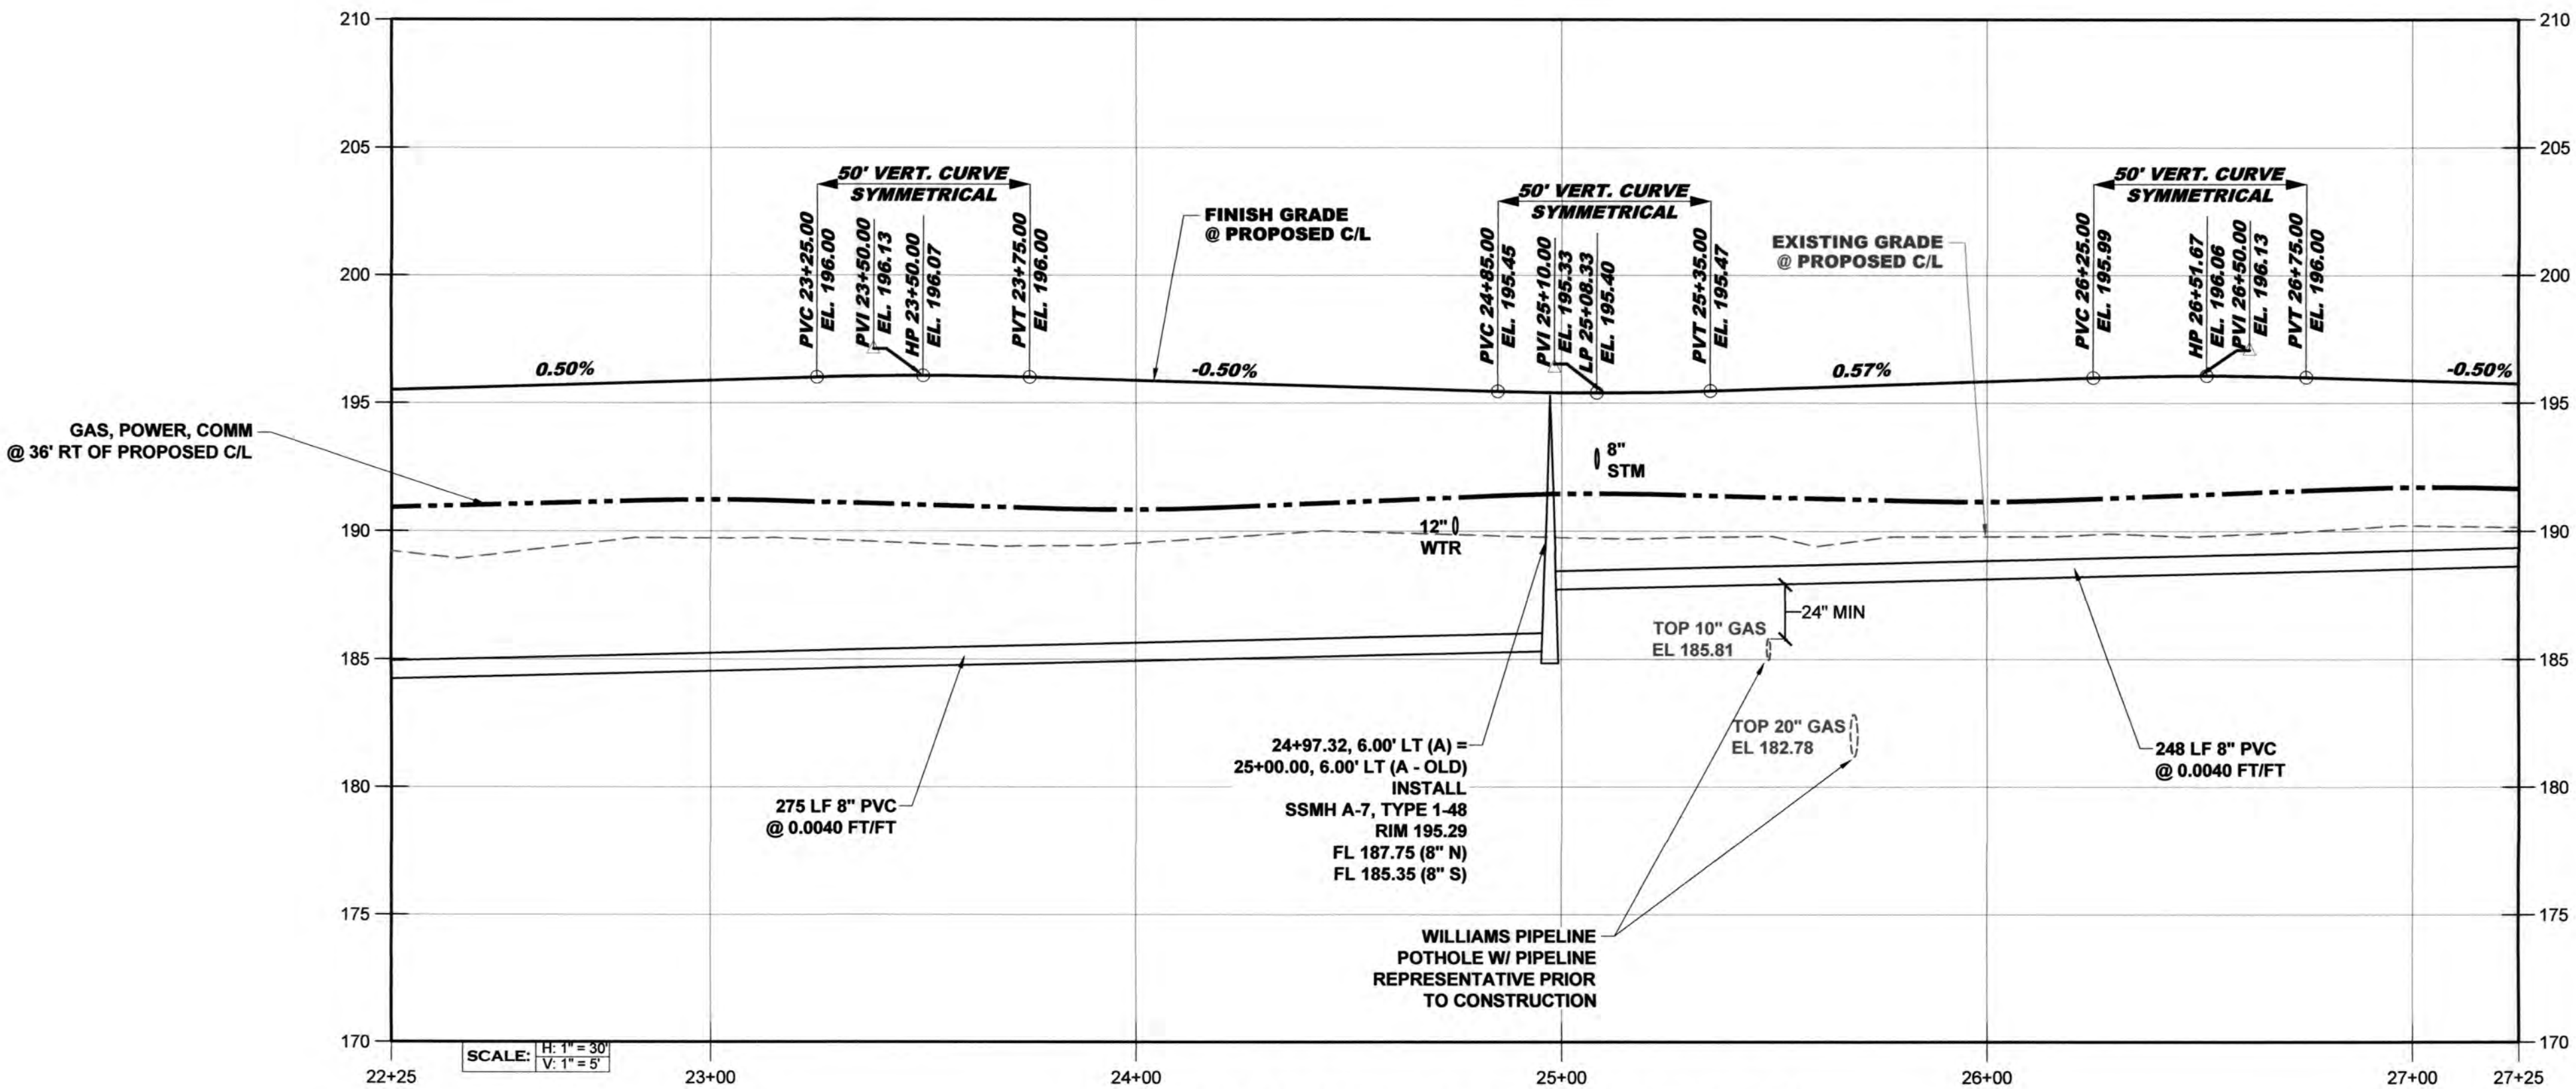 210
210
205
205
200
200
195
195
190
190
185
185
180
180
175
175
170
170
50' VERT. CURVE
SYMMETRICAL
PVC 23+25.00
EL. 196.00
PVI 23+50.00
EL. 196.13
HP 23+50.00
EL. 196.07
PVT 23+75.00
EL. 196.00
FINISH GRADE
@ PROPOSED C/L
50' VERT. CURVE
SYMMETRICAL
PVC 24+85.00
EL. 195.45
PVI 25+10.00
EL. 195.33
LP 25+08.33
EL. 195.40
PVT 25+35.00
EL. 195.47
EXISTING GRADE
@ PROPOSED C/L
50' VERT. CURVE
SYMMETRICAL
PVC 26+25.00
EL. 195.99
HP 26+51.67
EL. 196.06
PVI 26+50.00
EL. 196.13
PVT 26+75.00
EL. 196.00
0.50%
-0.50%
0.57%
-0.50%
GAS, POWER, COMM
@ 36' RT OF PROPOSED C/L
8"
STM
12"
WTR
24" MIN
TOP 10" GAS
EL 185.81
TOP 20" GAS
EL 182.78
24+97.32, 6.00' LT (A) =
25+00.00, 6.00' LT (A - OLD)
INSTALL
SSMH A-7, TYPE 1-48
RIM 195.29
FL 187.75 (8" N)
FL 185.35 (8" S)
275 LF 8" PVC
@ 0.0040 FT/FT
248 LF 8" PVC
@ 0.0040 FT/FT
WILLIAMS PIPELINE
POTHOLE W/ PIPELINE
REPRESENTATIVE PRIOR
TO CONSTRUCTION
SCALE:
H: 1" = 30'
V: 1" = 5'
22+25
23+00
24+00
25+00
26+00
27+00
27+25